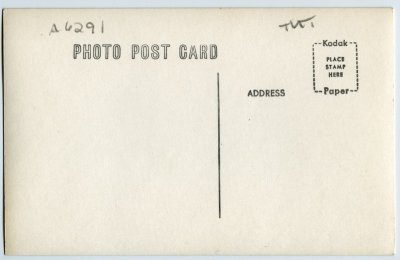 A6291
PHOTO POST CARD
Kodak
PLACE
STAMP
HERE
Paper
ADDRESS